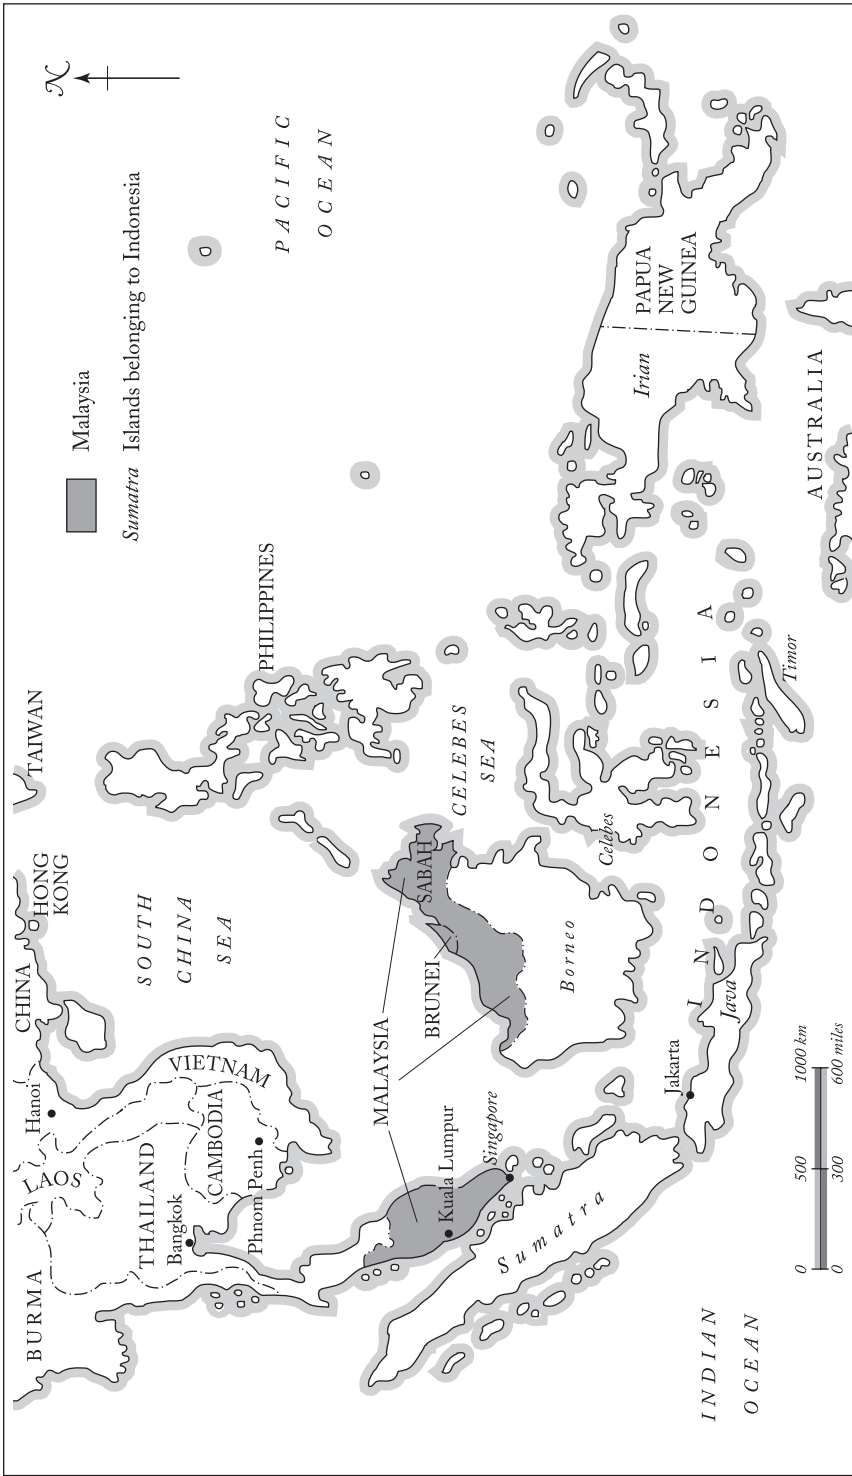 N
Malaysia
Sumatra Islands belonging to Indonesia
BURMA
LAOS
Hanoi
CHINA
HONG
KONG
TAIWAN
THAILAND
Bangkok
CAMBODIA
Phnom Penh
VIETNAM
SOUTH
CHINA
SEA
PHILIPPINES
PACIFIC
OCEAN
MALAYSIA
BRUNEI
SABAH
CELEBES
SEA
Kuala Lumpur
Singapore
Sumatra
Borneo
Celebes
Irian
PAPUA
NEW
GUINEA
INDONESIA
Jakarta
Java
Timor
AUSTRALIA
INDIAN
OCEAN
0 500 1000 km
0 300 600 miles